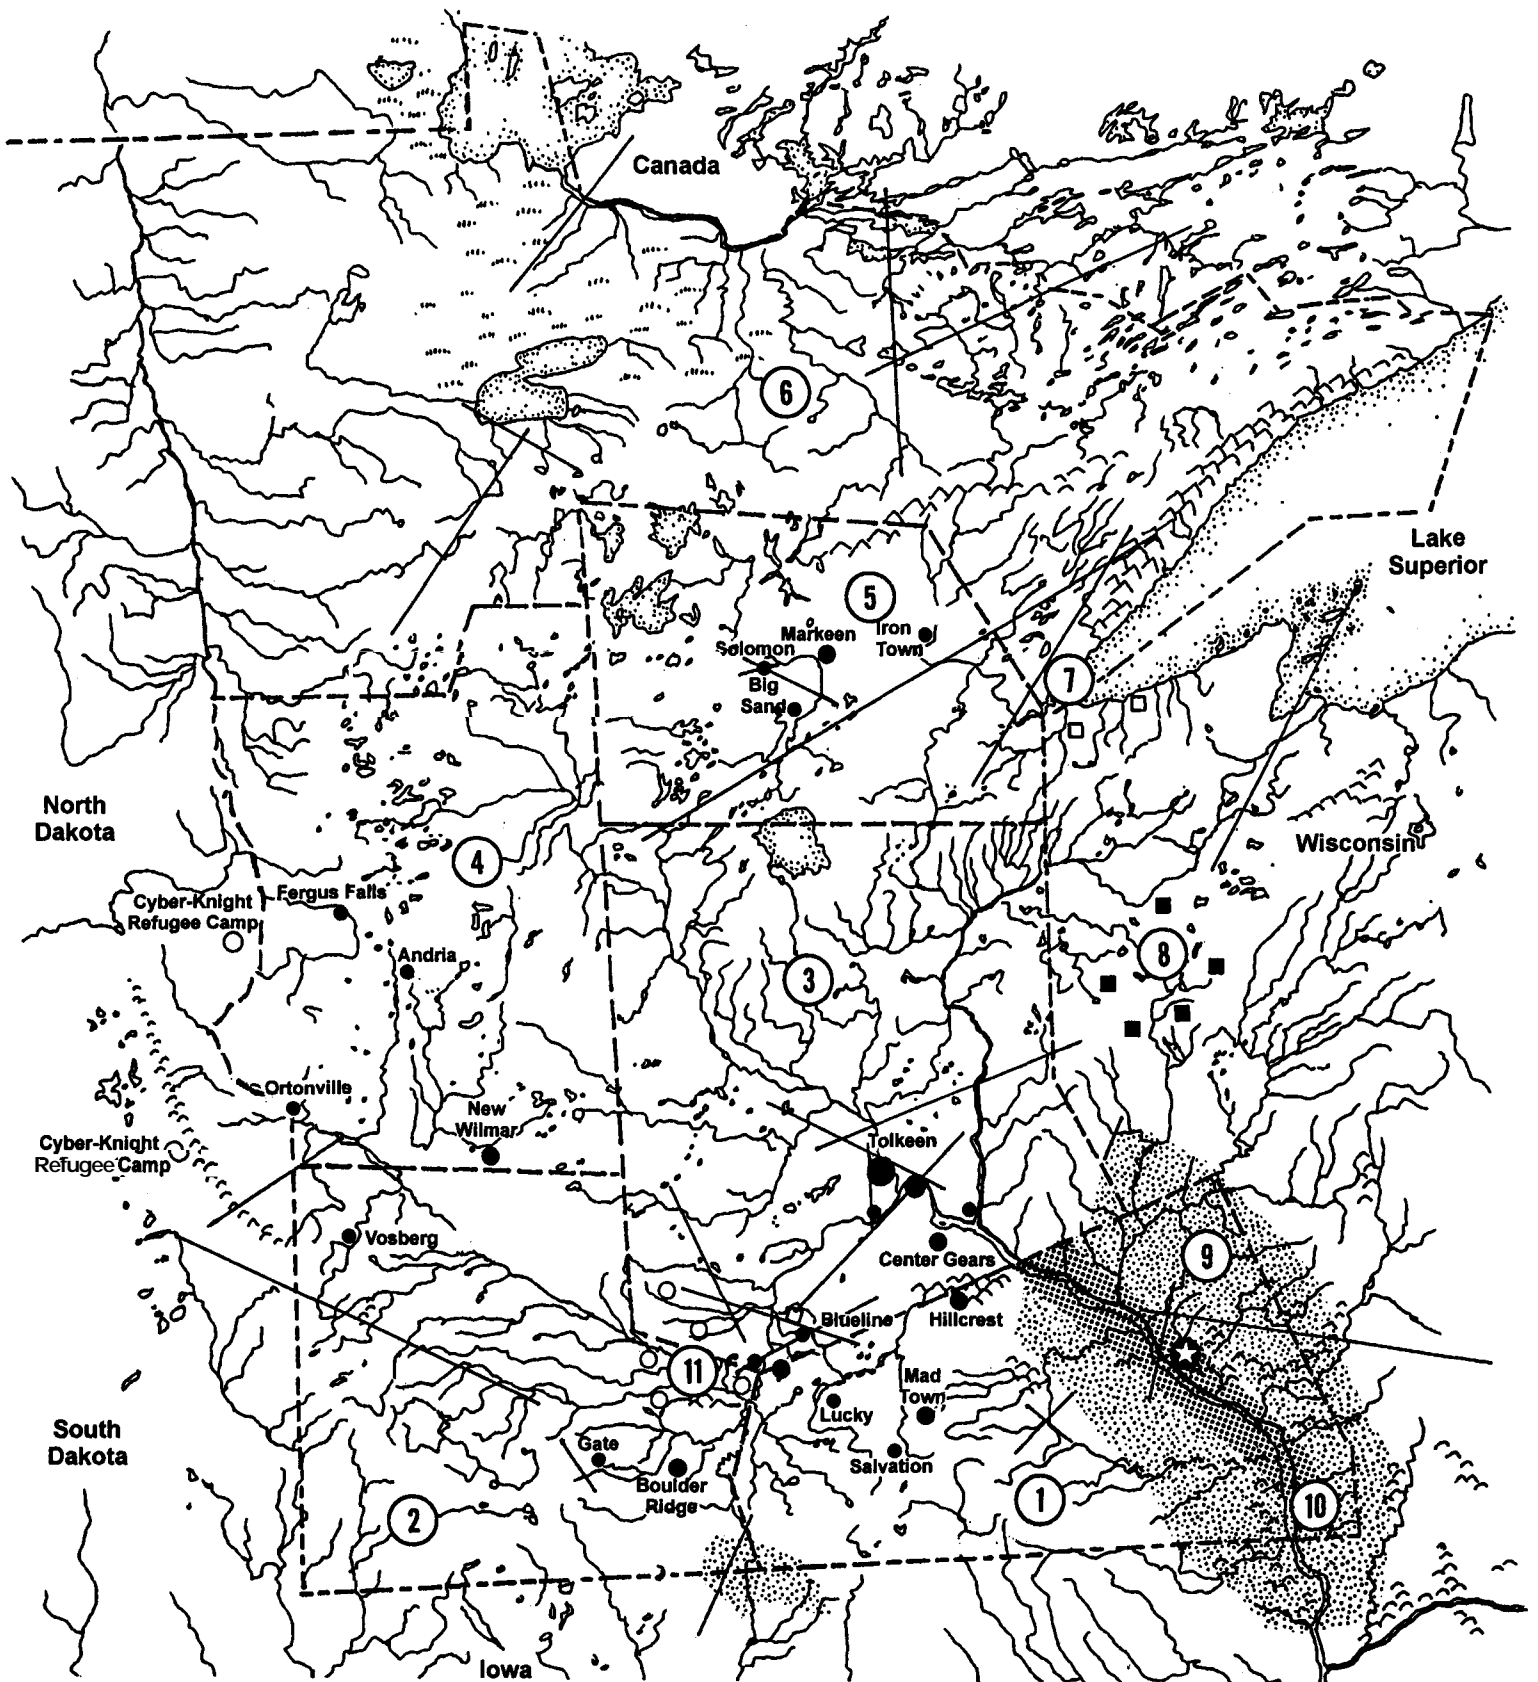 Canada
6
Lake
Superior
5
Markeen
Iron
Town
Solomon
Big
Sand
7
North
Dakota
Wisconsin
4
Cyber-Knight
Refugee Camp
Fergus Falls
Andria
3
8
Ortonville
New
Wilmar
Cyber-Knight
Refugee Camp
Tolkeen
Vosberg
Center Gears
9
Blueline
Hillcrest
11
Mad
Town
Lucky
South
Dakota
Gate
Salvation
Boulder
Ridge
1
10
2
Iowa